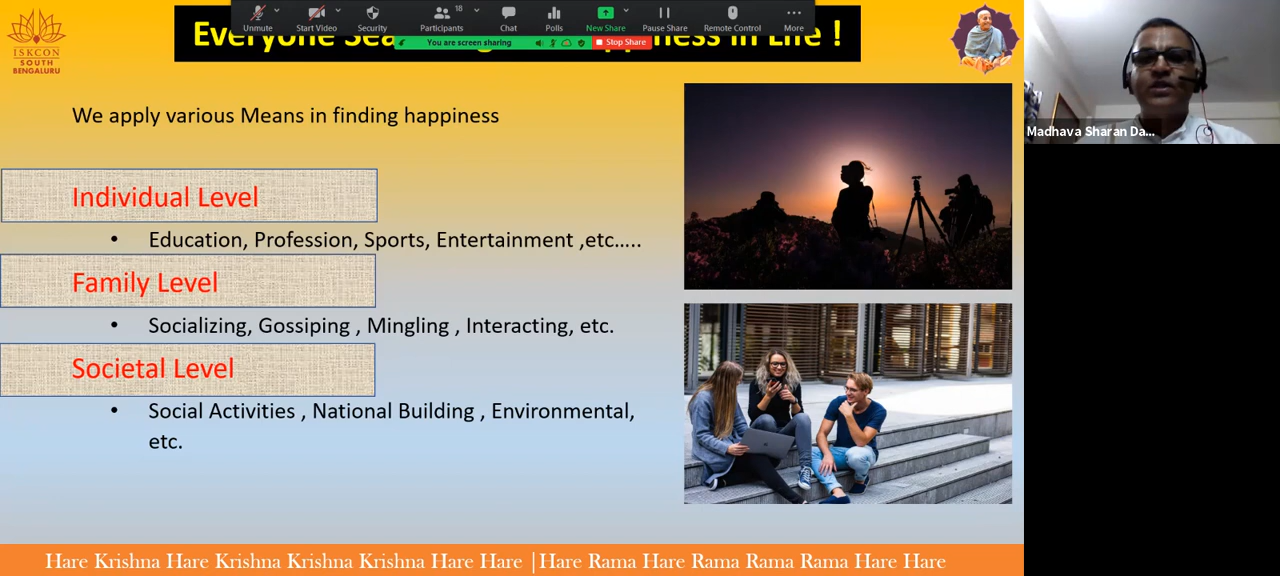 Unmute
Start Video
Security
Participants
18
Chat
Polls
New Share
Pause Share
Remote Control
More
You are screen sharing
Stop Share
Everyone in Life !
ISKCON
SOUTH
BENGALURU
Madhava Sharan Da...
We apply various Means in finding happiness
Individual Level
• Education, Profession, Sports, Entertainment ,etc.....
Family Level
• Socializing, Gossiping , Mingling , Interacting, etc.
Societal Level
• Social Activities , National Building , Environmental,
etc.
Hare Krishna Hare Krishna Krishna Krishna Hare Hare |Hare Rama Hare Rama Rama Rama Hare Hare